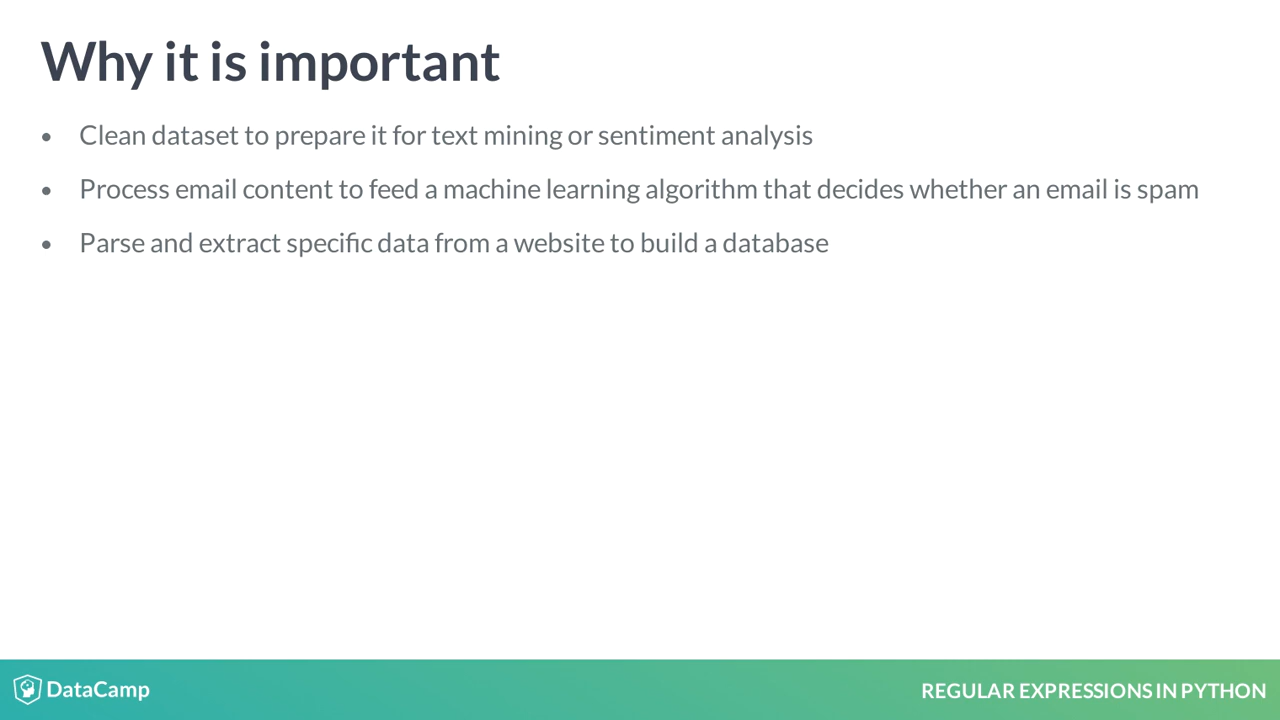 Why it is important
• Clean dataset to prepare it for text mining or sentiment analysis
• Process email content to feed a machine learning algorithm that decides whether an email is spam
• Parse and extract specific data from a website to build a database
DataCamp
REGULAR EXPRESSIONS IN PYTHON